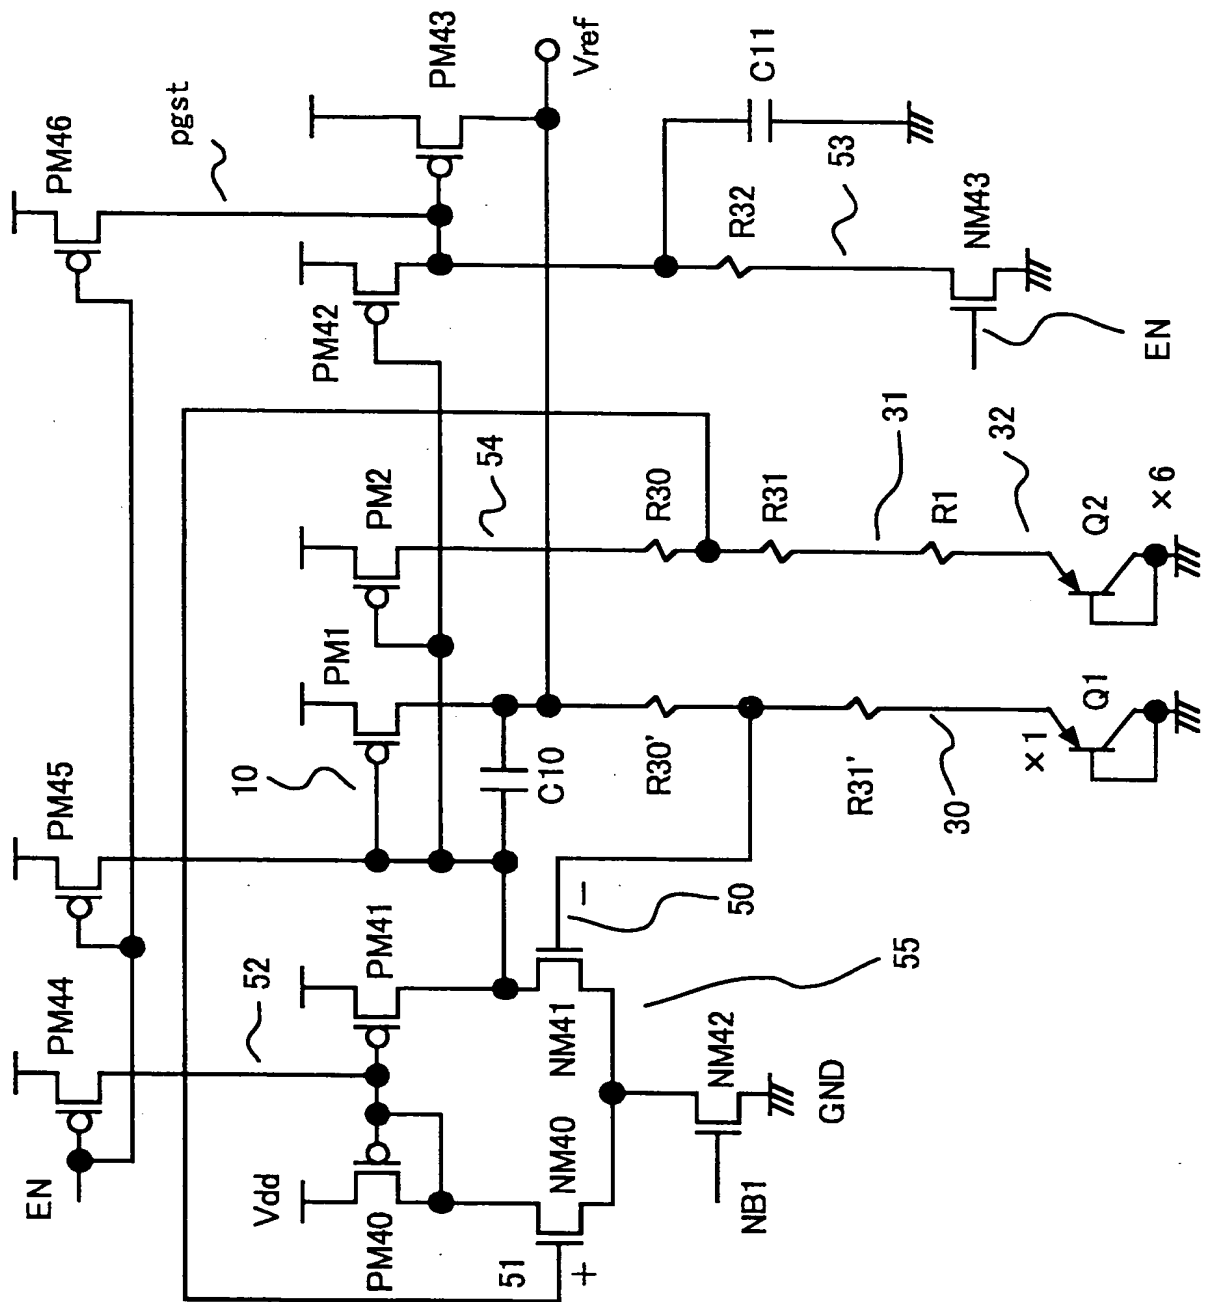 EN
PM44
PM45
PM46
52
pgst
Vdd
PM40
PM41
10
PM1
PM2
54
PM42
PM43
Vref
C10
51
+
NM40
NM41
−
50
55
NB1
NM42
GND
R30'
R30
R31'
R31
30
31
R1
32
×1
Q1
Q2
×6
C11
R32
53
NM43
EN